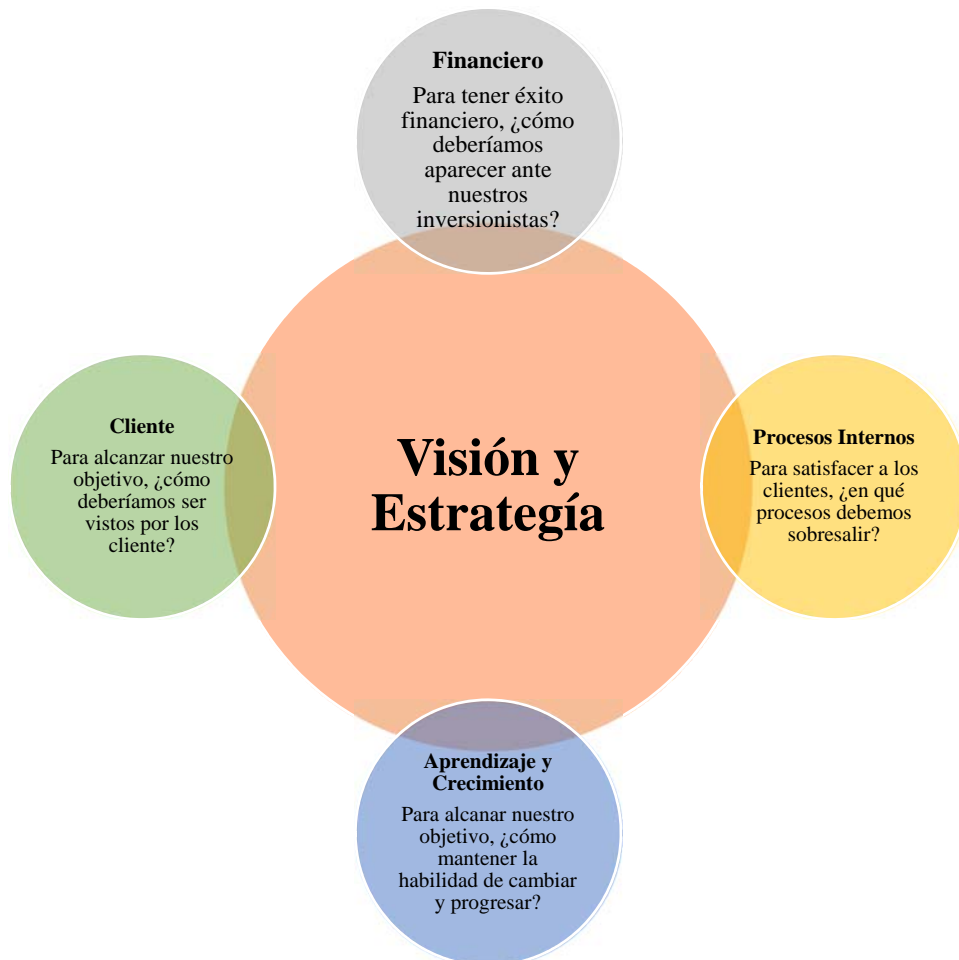 Financiero
Para tener éxito
financiero, ¿cómo
deberíamos
aparecer ante
nuestros
inversionistas?
Cliente
Para alcanzar nuestro
objetivo, ¿cómo
deberíamos ser
vistos por los
cliente?
Visión y
Estrategía
Procesos Internos
Para satisfacer a los
clientes, ¿en qué
procesos debemos
sobresalir?
Aprendizaje y
Crecimiento
Para alcanar nuestro
objetivo, ¿cómo
mantener la
habilidad de cambiar
y progresar?